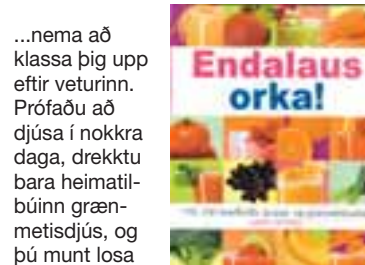 ...nema að
klassa þig upp
eftir veturinn.
Prófaðu að
djúsa í nokkra
daga, drekktu
bara heimatil-
búinn græn-
metisdjús, og
þú munt losa
Endalaus
orka!